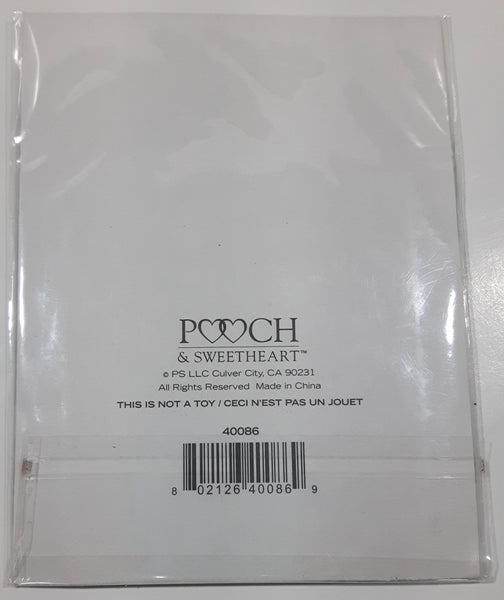 POOCH
& SWEETHEART™
© PS LLC Culver City, CA 90231
All Rights Reserved Made in China
THIS IS NOT A TOY / CECI N'EST PAS UN JOUET
40086
8 02126 40086 9